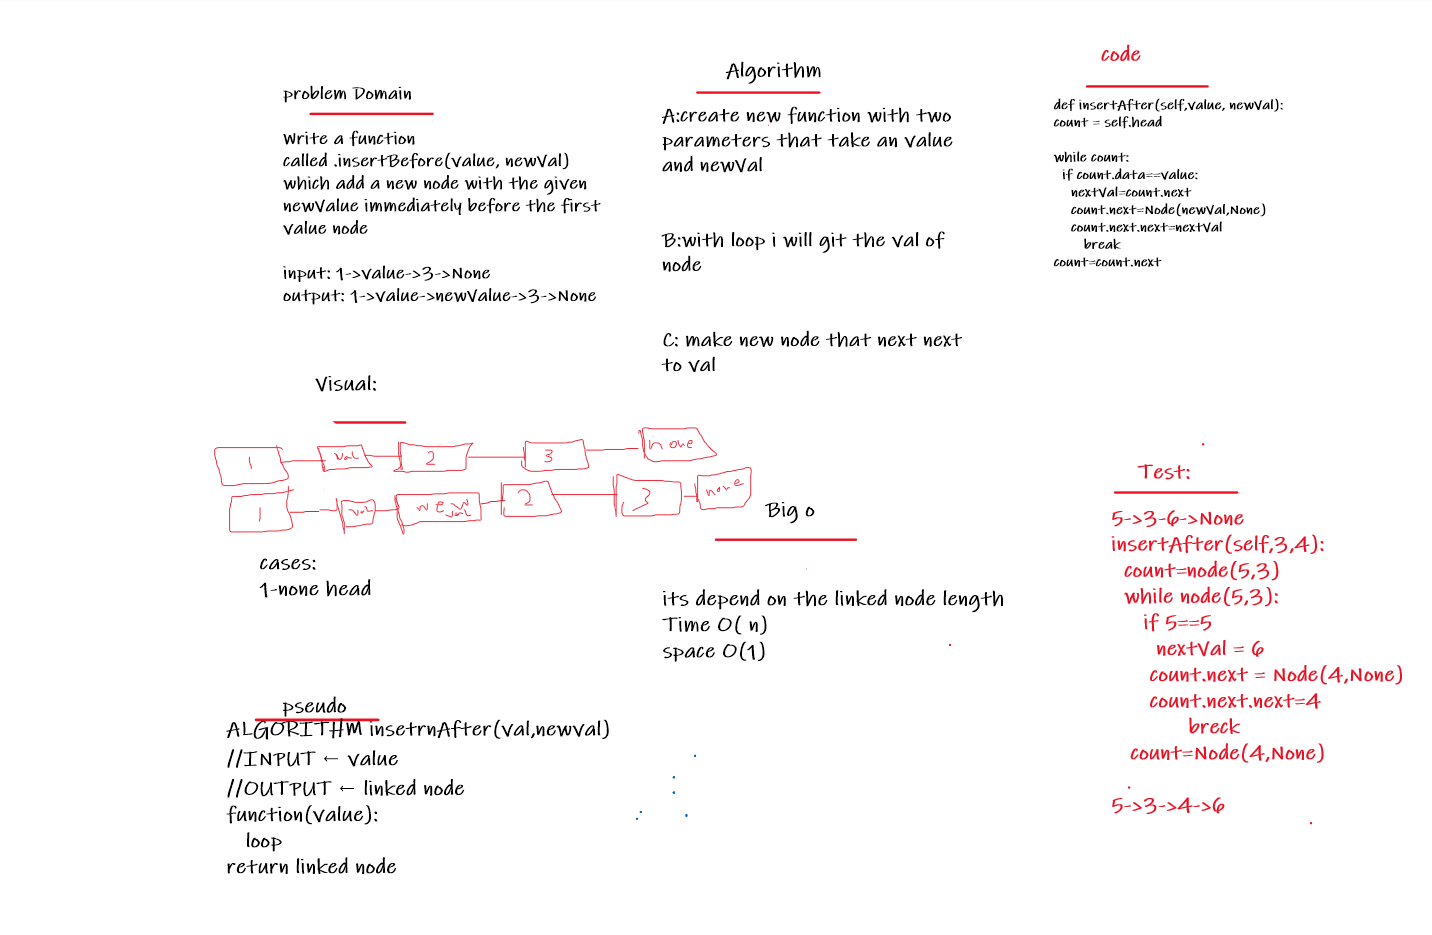 problem Domain
Write a function
called .insertBefore(value, newVal)
which add a new node with the given
newValue immediately before the first
value node
input: 1->value->3->None
output: 1->value->newValue->3->None
Visual:
1 val 2 3 none
1 val new val 2 3 none
cases:
1-none head
pseudo
ALGORITHM insetrnAfter(val,newval)
//INPUT ← value
//OUTPUT ← linked node
function(value):
loop
return linked node
Algorithm
A:create new function with two
parameters that take an value
and newVal
B:with loop i will git the val of
node
C: make new node that next next
to val
Big o
its depend on the linked node length
Time O( n)
space O(1)
code
def insertAfter(self,value, newVal):
count = self.head
while count:
if count.data==value:
nextVal=count.next
count.next=Node(newVal,None)
count.next.next=nextVal
break
count=count.next
Test:
5->3-6->None
insertAfter(self,3,4):
count=node(5,3)
while node(5,3):
if 5==5
nextVal = 6
count.next = Node(4,None)
count.next.next=4
breck
count=Node(4,None)
5->3->4->6